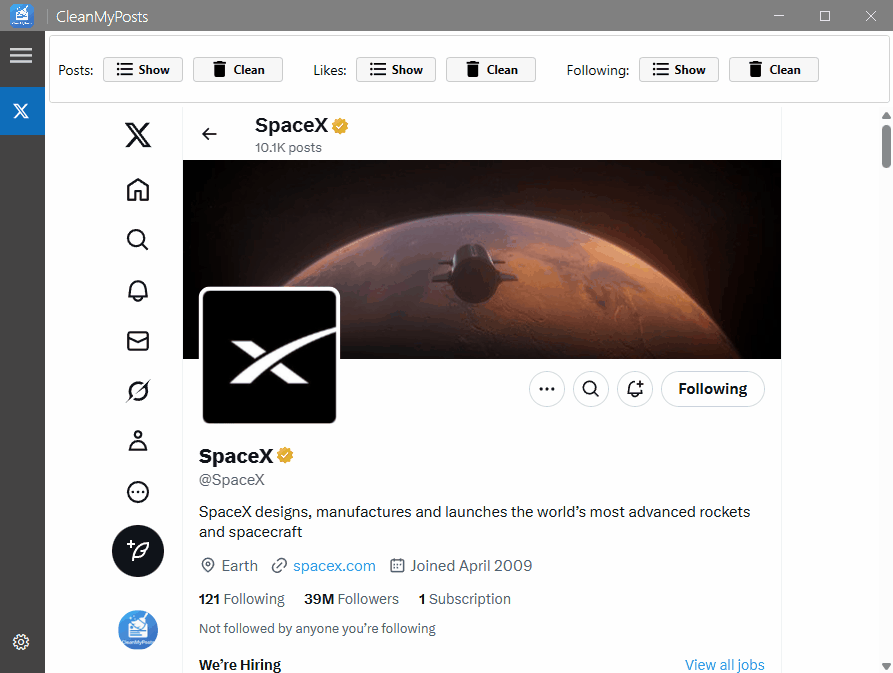 CleanMyPosts
Posts: Show Clean Likes: Show Clean Following: Show Clean
SpaceX
10.1K posts
Following
SpaceX
@SpaceX
SpaceX designs, manufactures and launches the world’s most advanced rockets
and spacecraft
Earth spacex.com Joined April 2009
121 Following 39M Followers 1 Subscription
Not followed by anyone you’re following
CleanMyPosts
We’re Hiring View all jobs